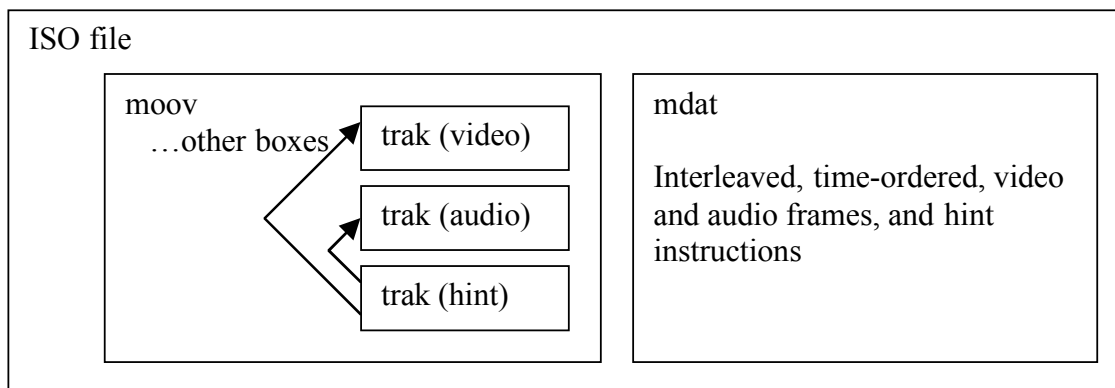 ISO file
moov
…other boxes
trak (video)
trak (audio)
trak (hint)
mdat
Interleaved, time-ordered, video
and audio frames, and hint
instructions